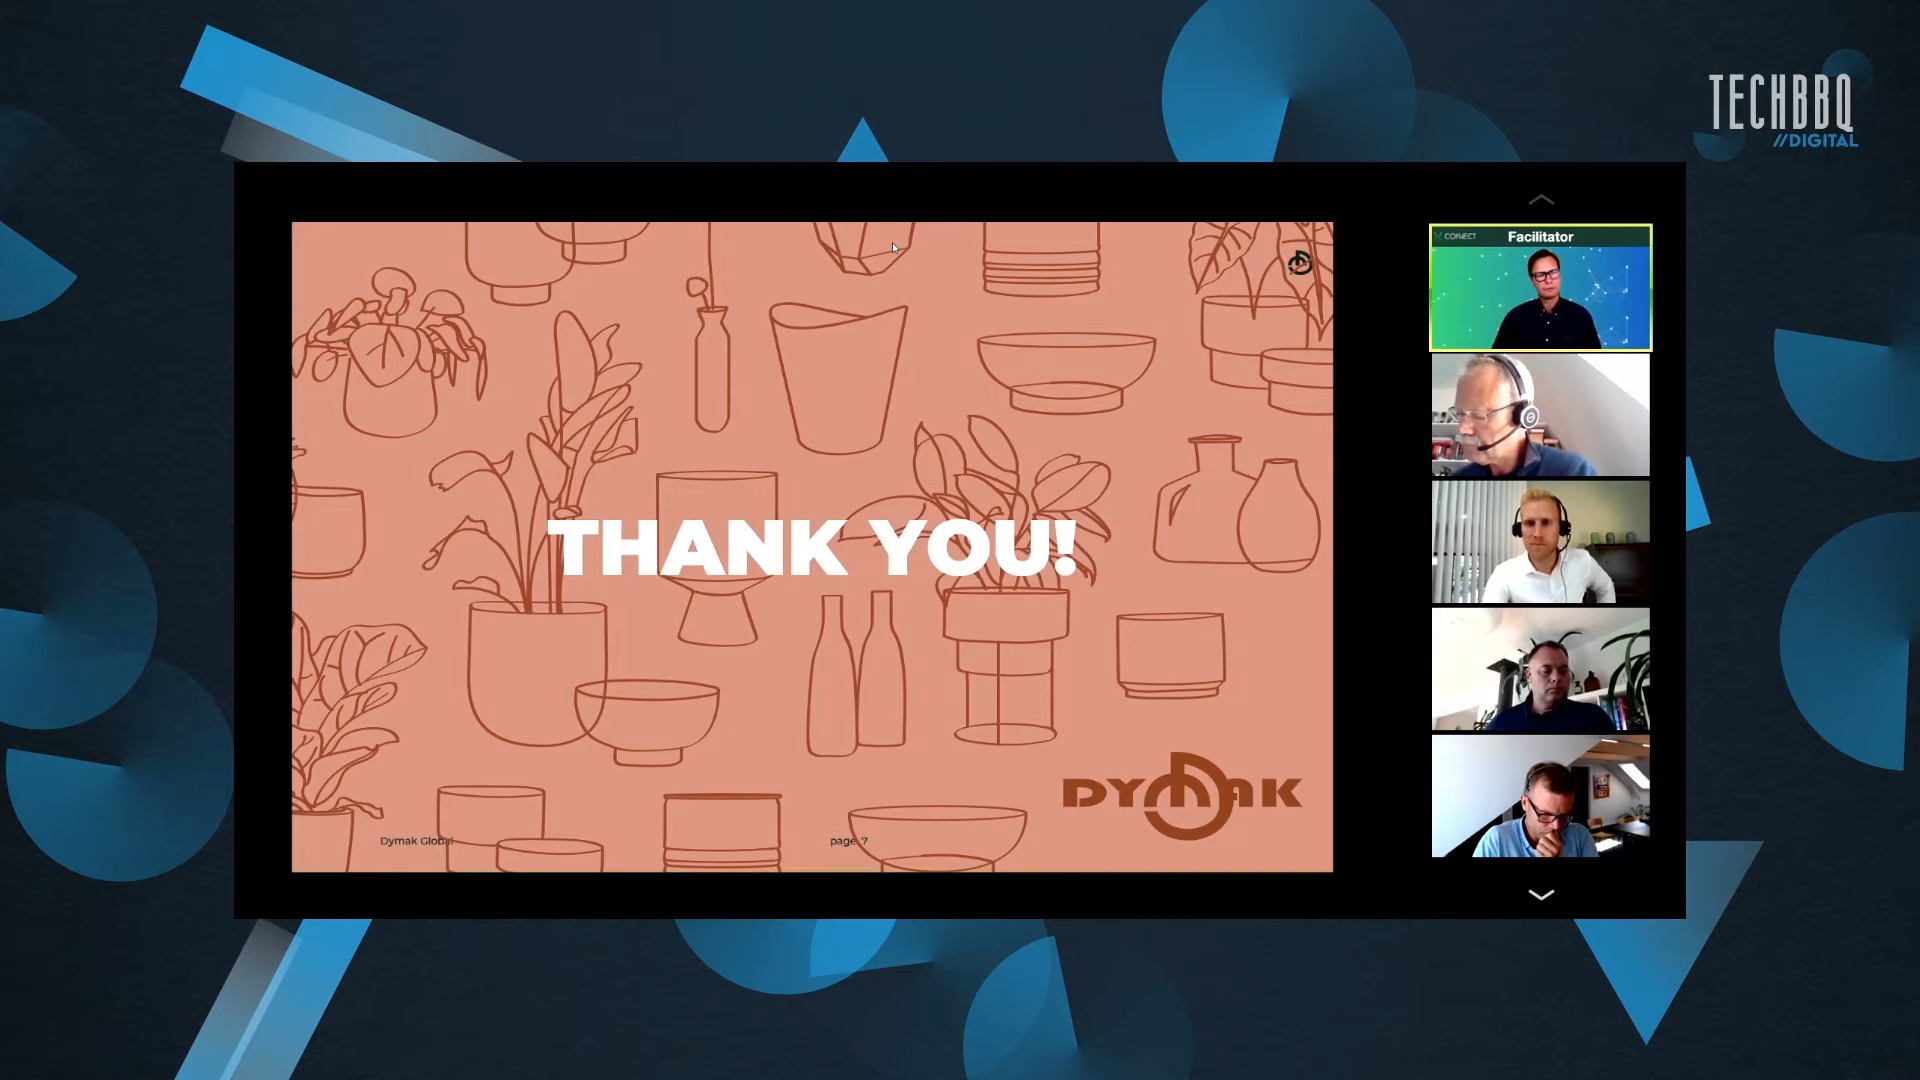 TECHBBQ
//DIGITAL
CONNECT
Facilitator
THANK YOU!
DYMAK
Dymak Global
page 7